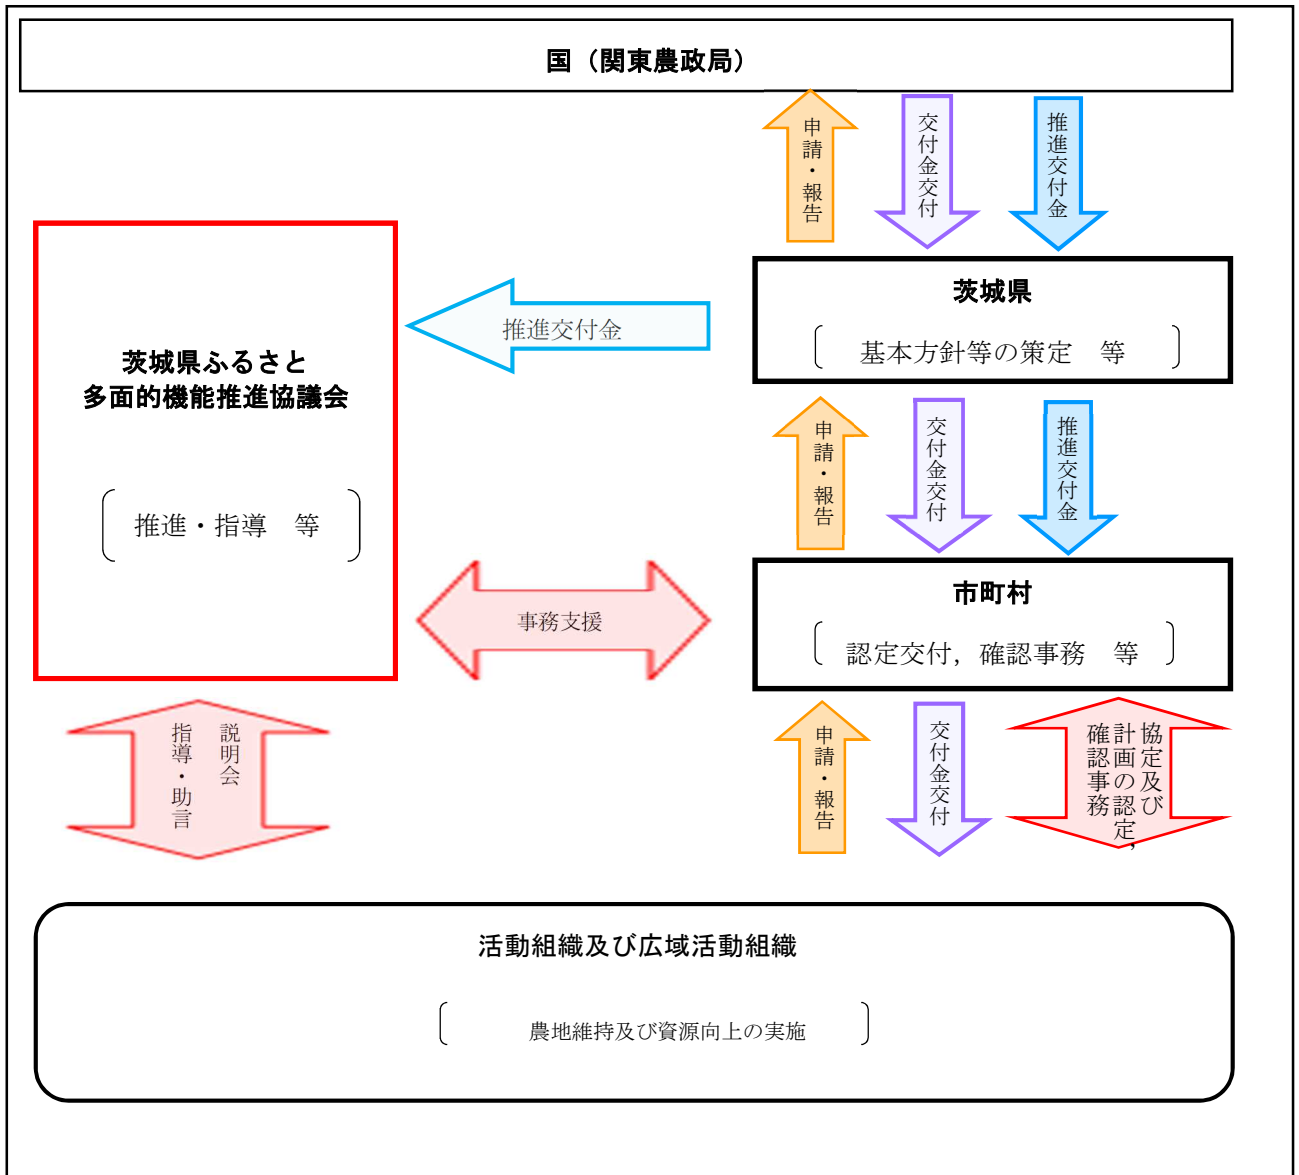 国（関東農政局）
申請・報告
交付金交付
推進交付金
茨城県
基本方針等の策定　等
推進交付金
茨城県ふるさと
多面的機能推進協議会
推進・指導　等
申請・報告
交付金交付
推進交付金
事務支援
市町村
認定交付，確認事務　等
説明会
指導・助言
申請・報告
交付金交付
協定及び
計画の認定，
確認事務
活動組織及び広域活動組織
農地維持及び資源向上の実施